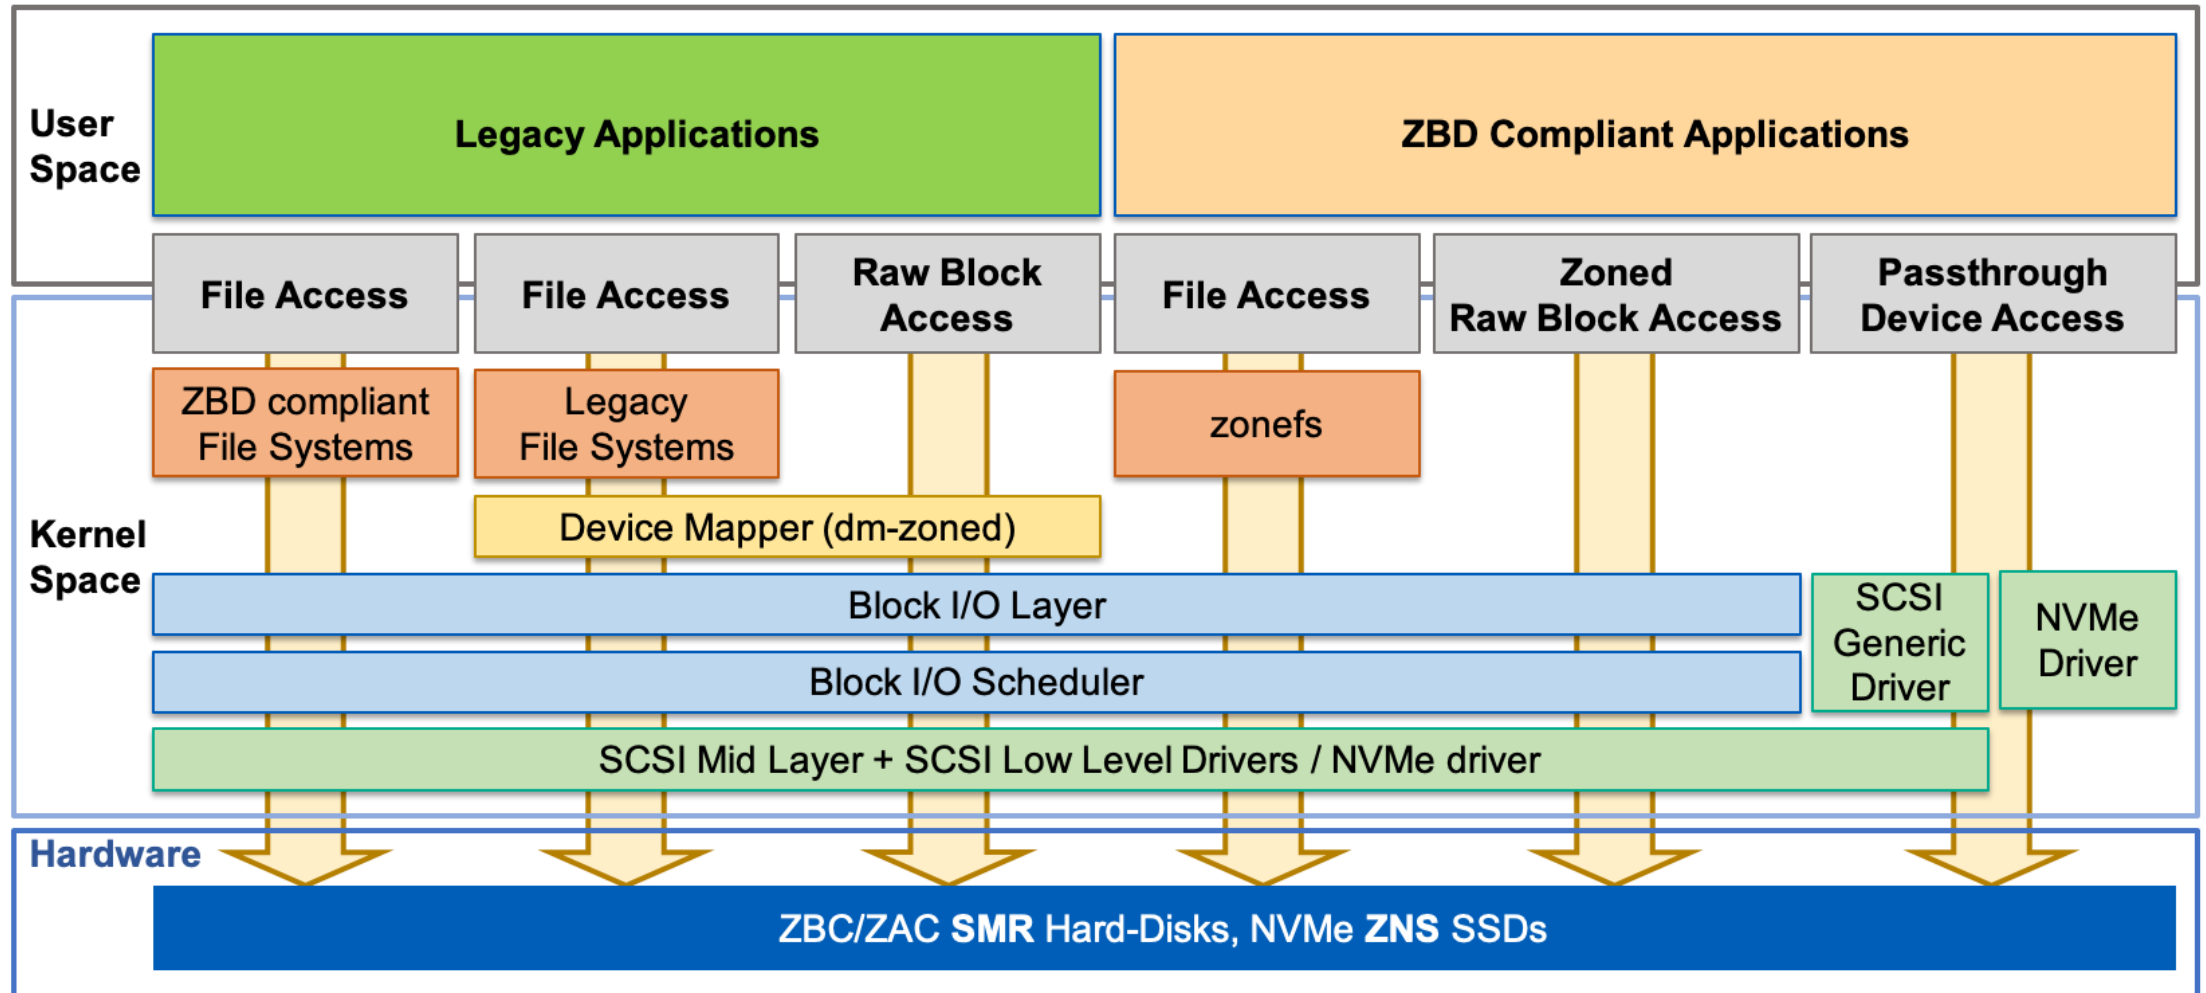 User
Space
Legacy Applications
ZBD Compliant Applications
File Access
File Access
Raw Block
Access
File Access
Zoned
Raw Block Access
Passthrough
Device Access
Kernel
Space
ZBD compliant
File Systems
Legacy
File Systems
zonefs
Device Mapper (dm-zoned)
Block I/O Layer
SCSI
Generic
Driver
NVMe
Driver
Block I/O Scheduler
SCSI Mid Layer + SCSI Low Level Drivers / NVMe driver
Hardware
ZBC/ZAC SMR Hard-Disks, NVMe ZNS SSDs